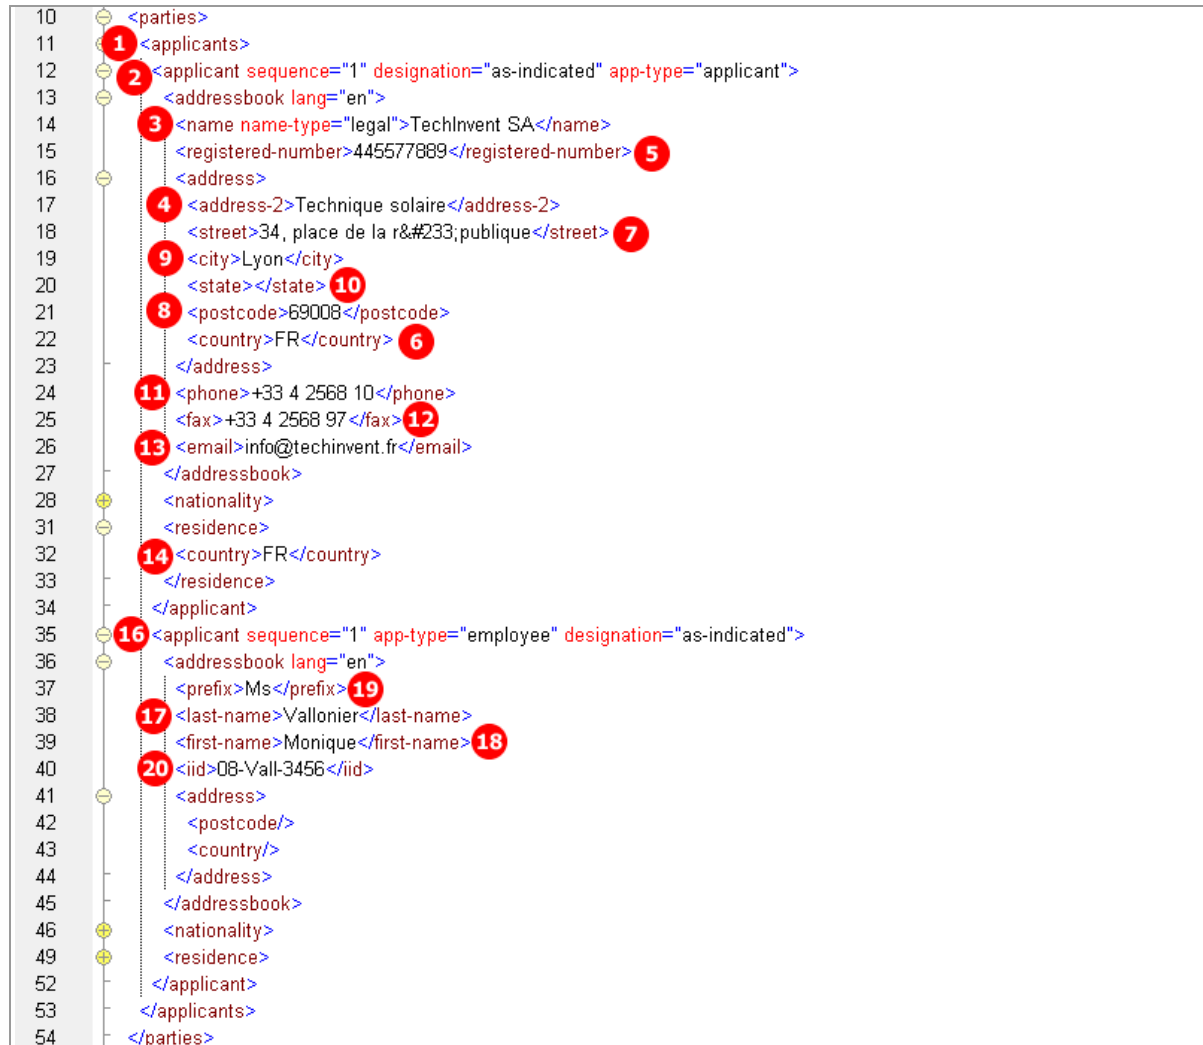 10 <parties>
11 1 <applicants>
12 2 <applicant sequence="1" designation="as-indicated" app-type="applicant">
13 <addressbook lang="en">
14 3 <name name-type="legal">TechInvent SA</name>
15 <registered-number>445577889</registered-number> 5
16 <address>
17 4 <address-2>Technique solaire</address-2>
18 <street>34, place de la r&#233;publique</street> 7
19 9 <city>Lyon</city>
20 <state></state> 10
21 8 <postcode>69008</postcode>
22 <country>FR</country> 6
23 </address>
24 11 <phone>+33 4 2568 10</phone>
25 <fax>+33 4 2568 97</fax> 12
26 13 <email>info@techinvent.fr</email>
27 </addressbook>
28 <nationality>
31 <residence>
32 14 <country>FR</country>
33 </residence>
34 </applicant>
35 16 <applicant sequence="1" app-type="employee" designation="as-indicated">
36 <addressbook lang="en">
37 <prefix>Ms</prefix> 19
38 17 <last-name>Vallonier</last-name>
39 <first-name>Monique</first-name> 18
40 20 <iid>08-Vall-3456</iid>
41 <address>
42 <postcode/>
43 <country/>
44 </address>
45 </addressbook>
46 <nationality>
49 <residence>
52 </applicant>
53 </applicants>
54 </parties>